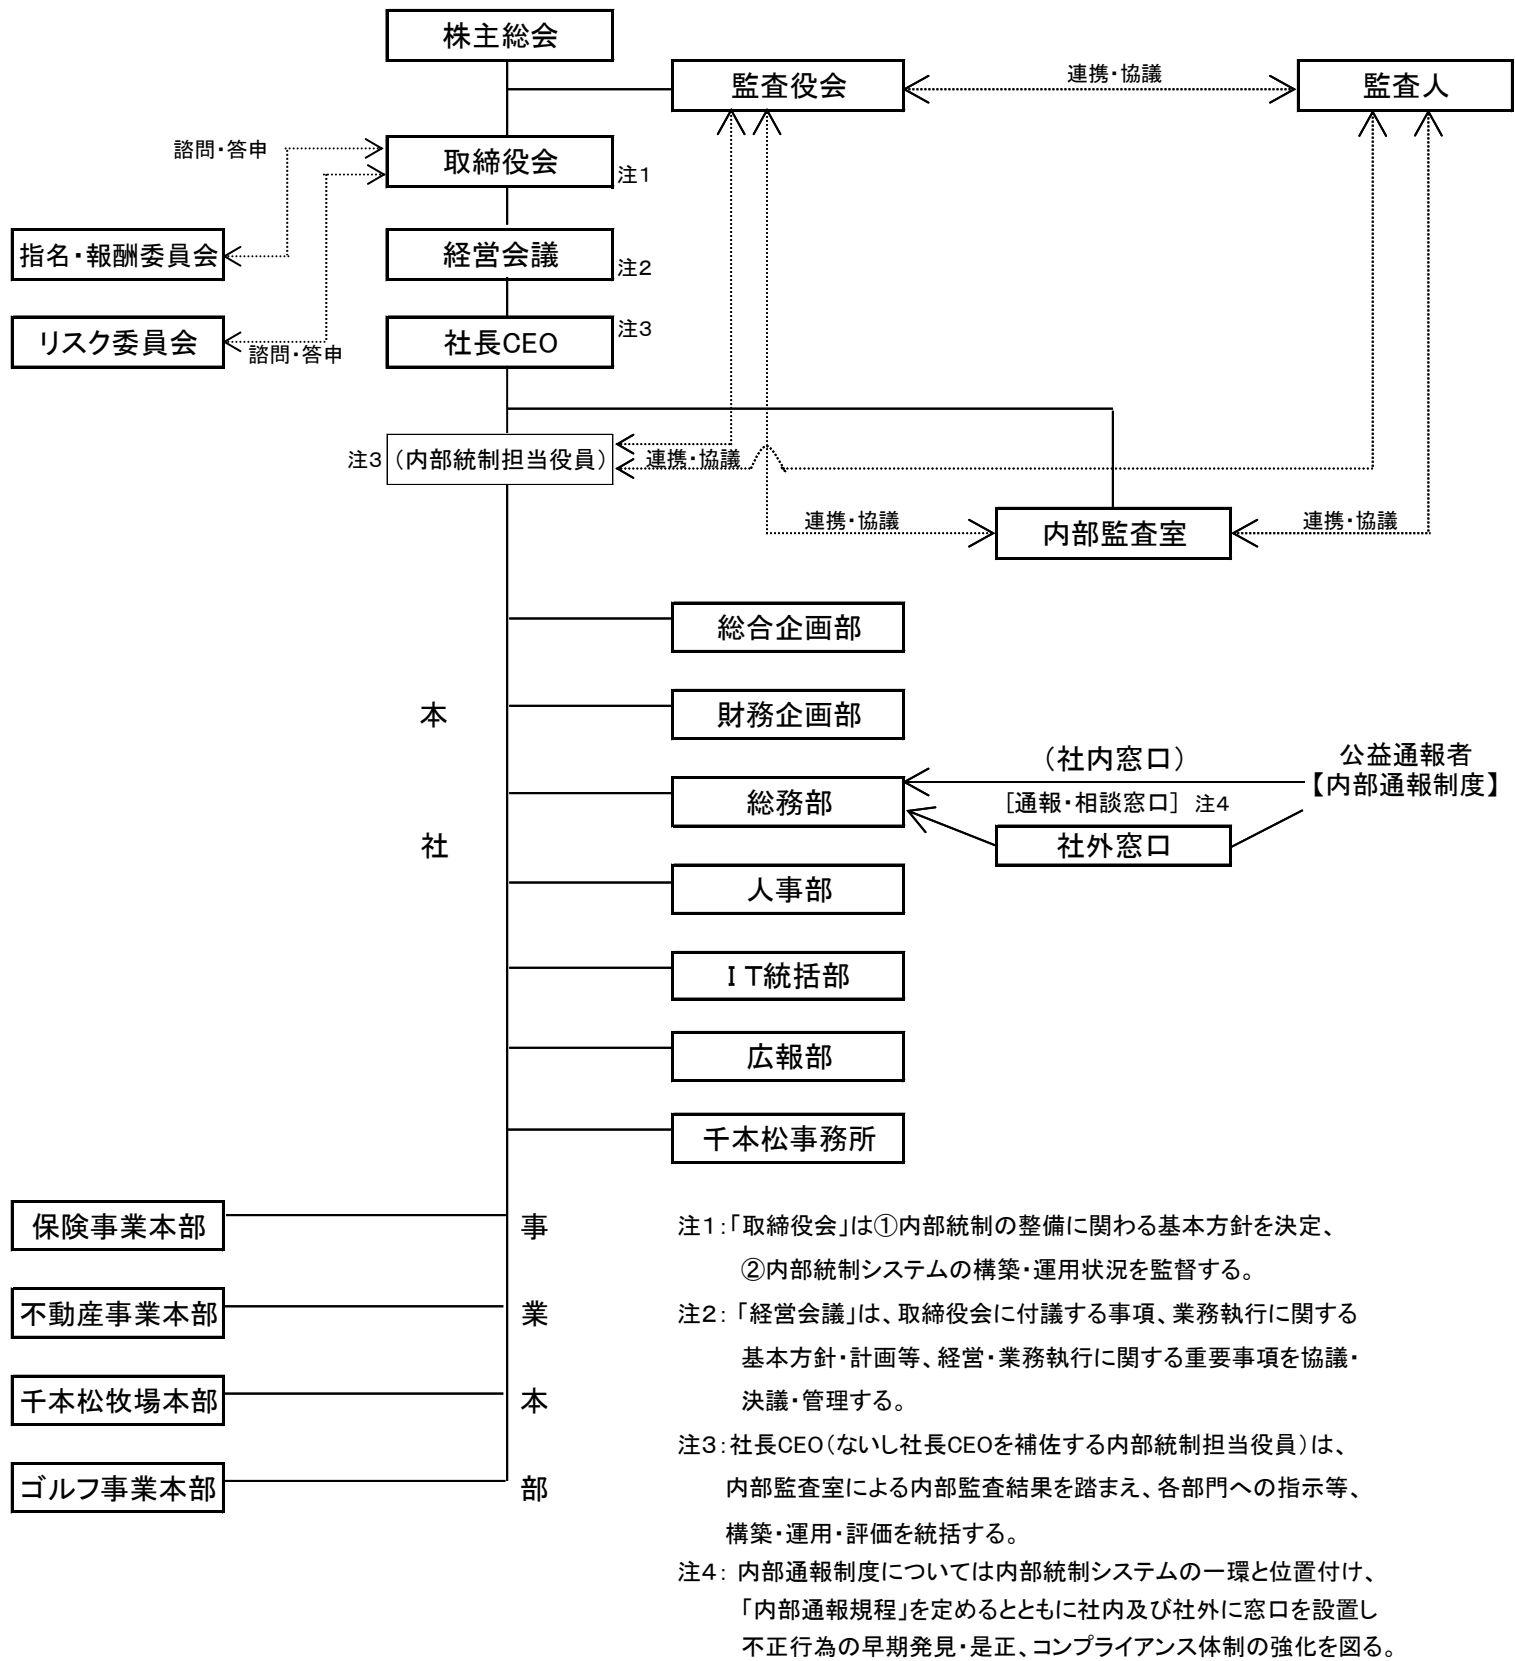 株主総会
監査役会
連携・協議
監査人
諮問・答申
取締役会
注1
指名・報酬委員会
経営会議
注2
リスク委員会
諮問・答申
社長CEO
注3
注3
（内部統制担当役員）
連携・協議
連携・協議
内部監査室
連携・協議
総合企画部
本
社
財務企画部
（社内窓口）
公益通報者
【内部通報制度】
総務部
［通報・相談窓口］ 注4
社外窓口
人事部
ＩＴ統括部
広報部
千本松事務所
保険事業本部
不動産事業本部
千本松牧場本部
ゴルフ事業本部
事
業
本
部
注1：「取締役会」は①内部統制の整備に関わる基本方針を決定、
②内部統制システムの構築・運用状況を監督する。
注2：「経営会議」は、取締役会に付議する事項、業務執行に関する
基本方針・計画等、経営・業務執行に関する重要事項を協議・
決議・管理する。
注3：社長CEO（ないし社長CEOを補佐する内部統制担当役員）は、
内部監査室による内部監査結果を踏まえ、各部門への指示等、
構築・運用・評価を統括する。
注4： 内部通報制度については内部統制システムの一環と位置付け、
「内部通報規程」を定めるとともに社内及び社外に窓口を設置し
不正行為の早期発見・是正、コンプライアンス体制の強化を図る。